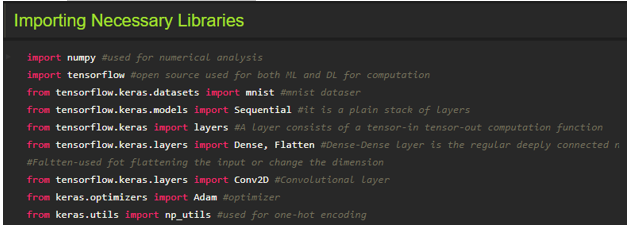 Importing Necessary Libraries
import numpy #used for numerical analysis
import tensorflow #open source used for both ML and DL for computation
from tensorflow.keras.datasets import mnist #mnist dataser
from tensorflow.keras.models import Sequential #it is a plain stack of layers
from tensorflow.keras import layers #A layer consists of a tensor-in tensor-out computation function
from tensorflow.keras.layers import Dense, Flatten #Dense-Dense layer is the regular deeply connected n
#Faltten-used fot flattening the input or change the dimension
from tensorflow.keras.layers import Conv2D #Convolutional layer
from keras.optimizers import Adam #optimizer
from keras.utils import np_utils #used for one-hot encoding